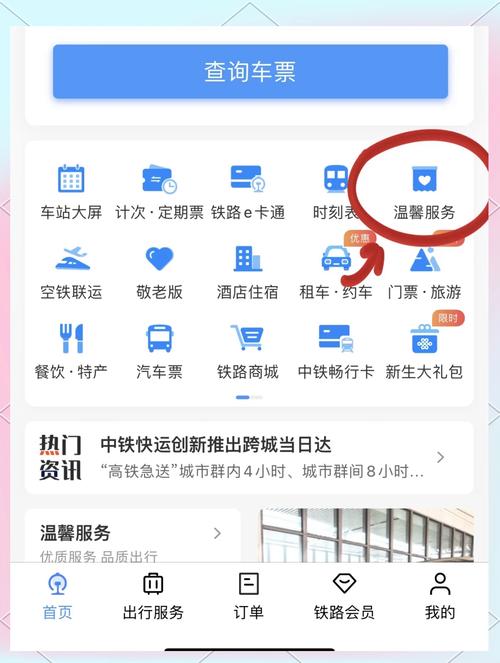 查询车票
车站大屏 计次·定期票 铁路e卡通 时刻表 温馨服务
优惠
空铁联运 敬老版 酒店住宿 租车·约车 门票·旅游
限时
餐饮·特产 汽车票 铁路商城 中铁畅行卡 新生大礼包
热门资讯
中铁快运创新推出跨城当日达
“高铁急送”城市群内4小时、城市群间8小时...
温馨服务
优质服务 品质出行
首页 出行服务 订单 铁路会员 我的